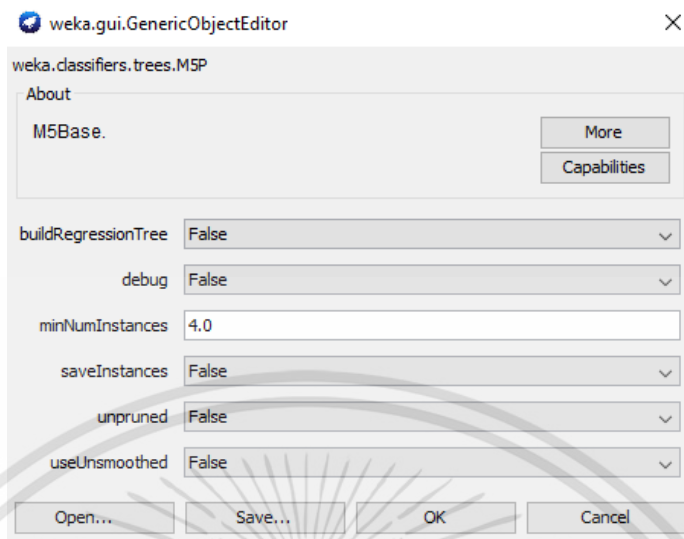 weka.gui.GenericObjectEditor
weka.classifiers.trees.M5P
About
M5Base.
More
Capabilities
buildRegressionTree False
debug False
minNumInstances 4.0
saveInstances False
unpruned False
useUnsmoothed False
Open... Save... OK Cancel